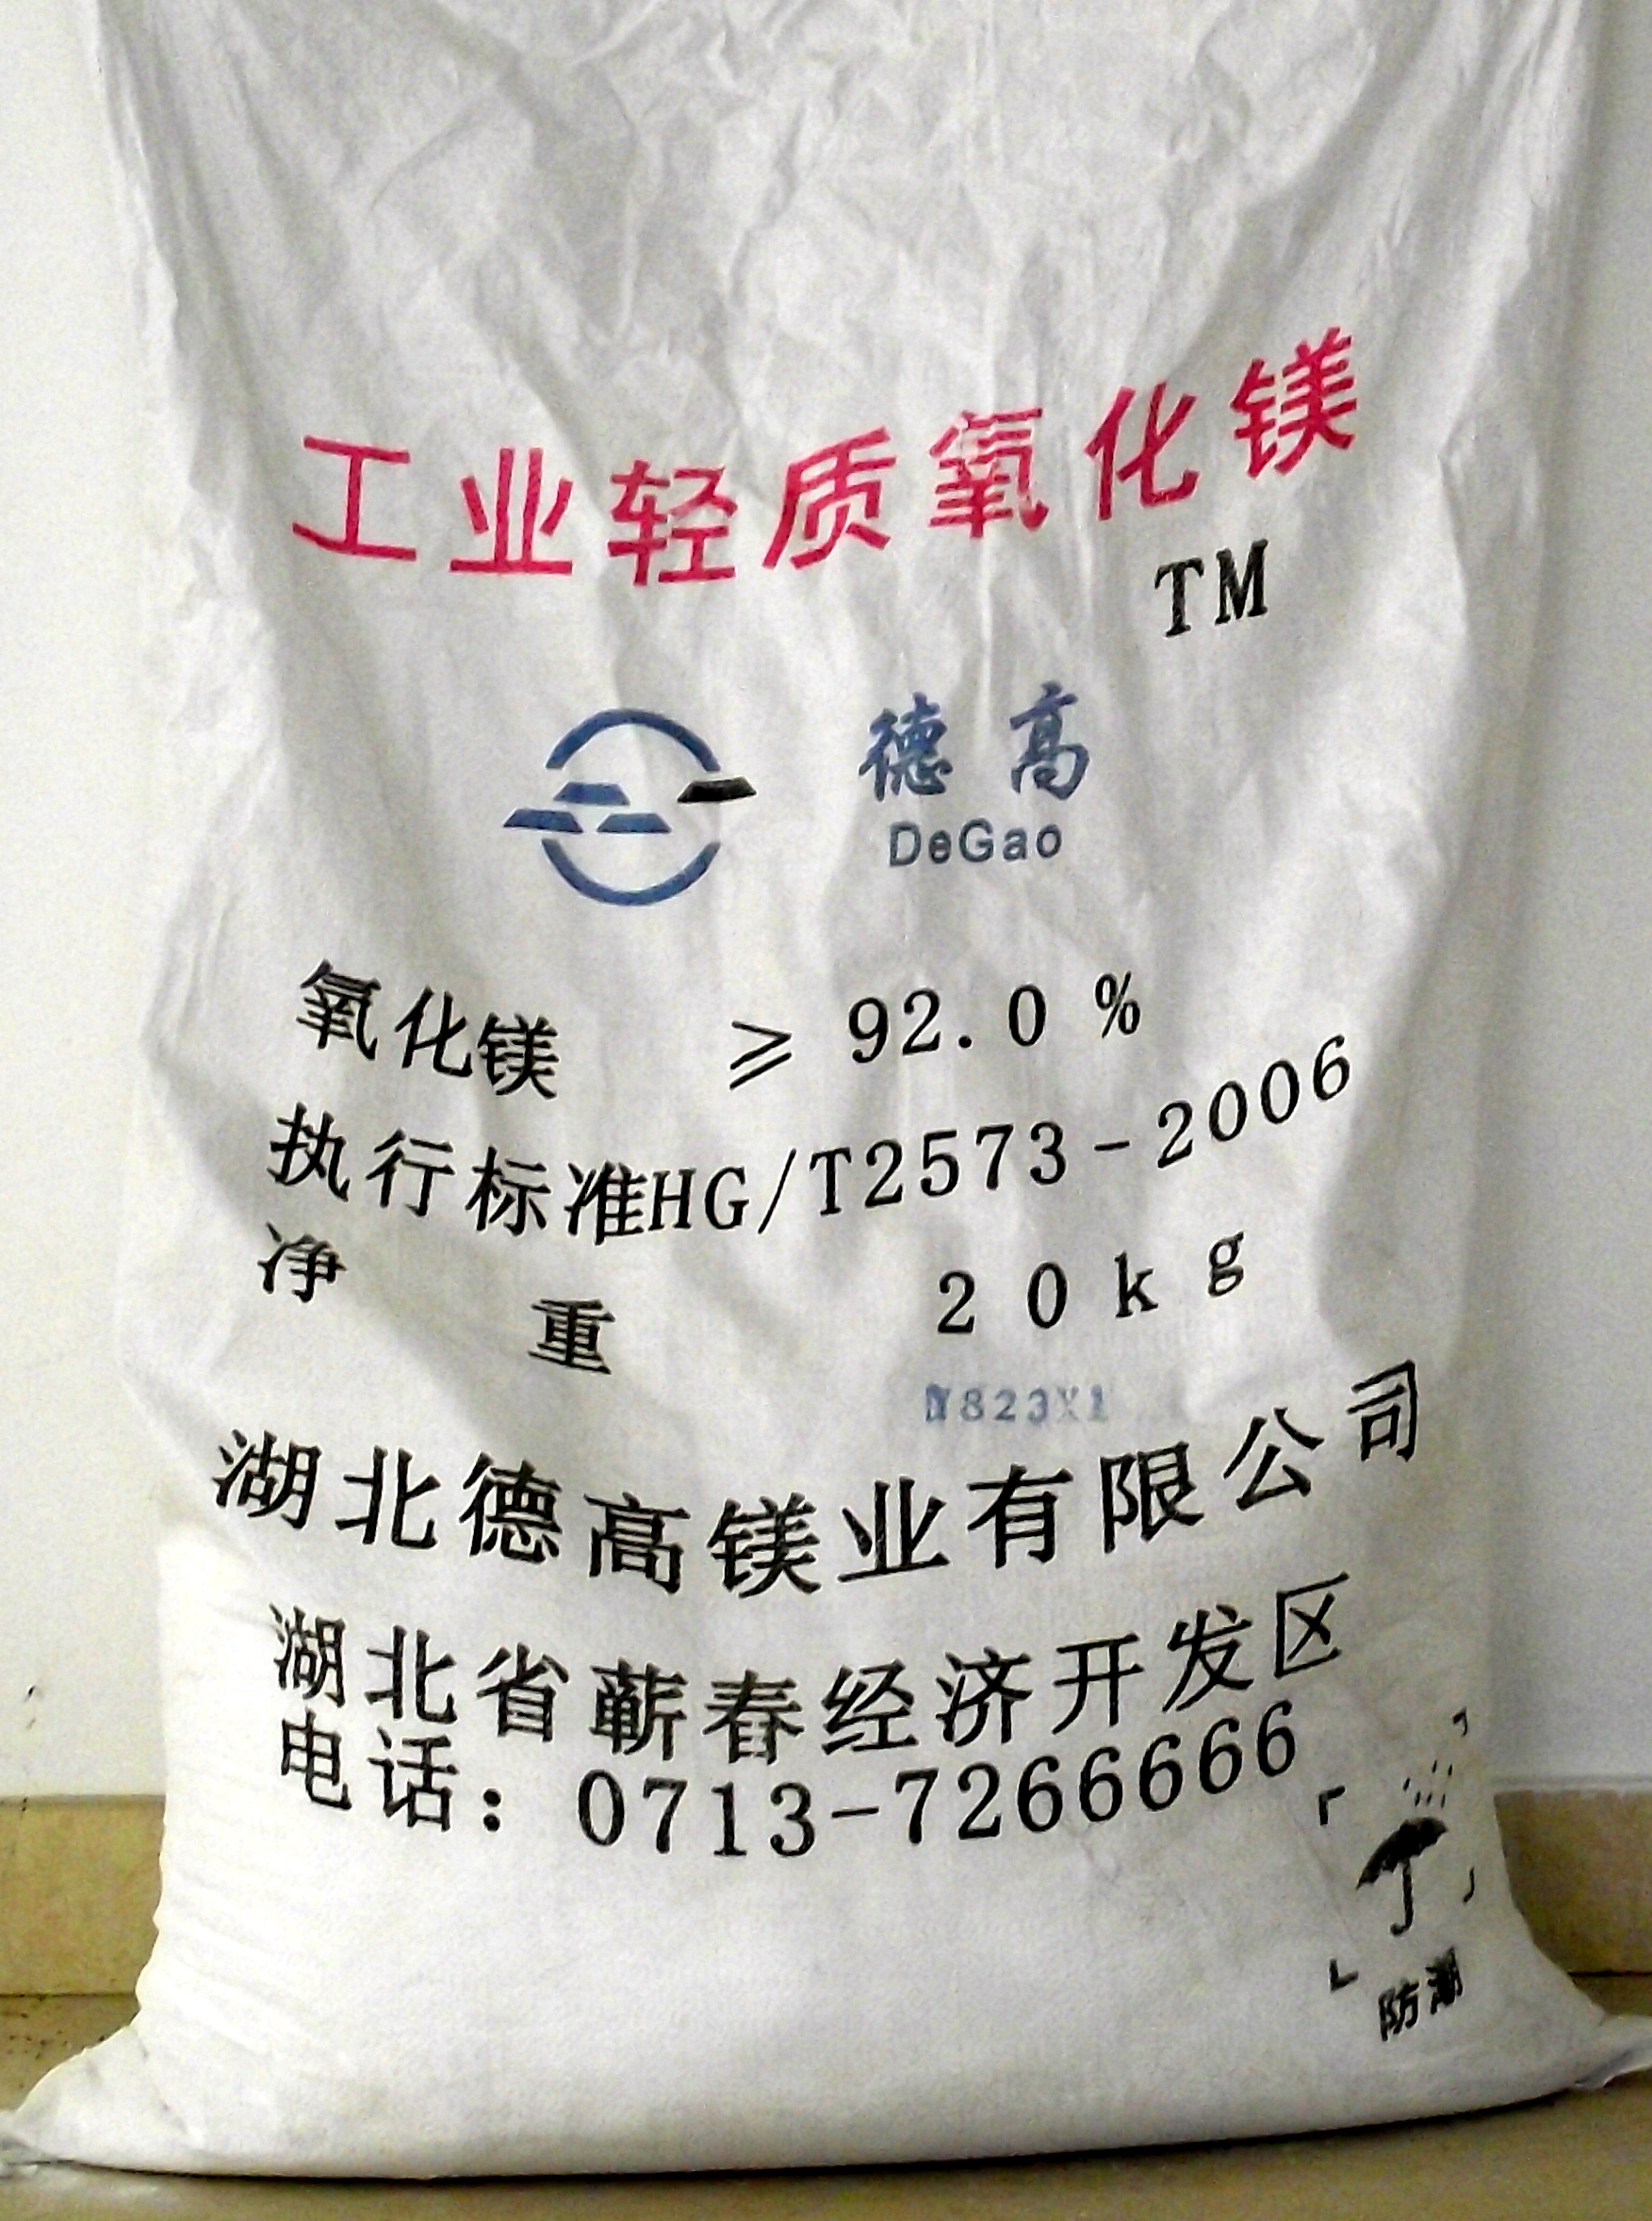 工业轻质氧化镁
TM
德高
DeGao
氧化镁 ≥ 92.0 %
执行标准HG/T2573-2006
净 重 20kg
湖北德高镁业有限公司
湖北省蕲春经济开发区
电话：0713-7266666
防潮